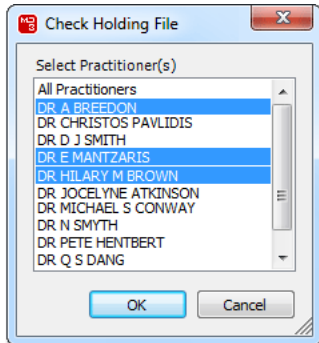 Check Holding File
Select Practitioner(s)
All Practitioners
DR A BREEDON
DR CHRISTOS PAVLIDIS
DR D J SMITH
DR E MANTZARIS
DR HILARY M BROWN
DR JOCELYNE ATKINSON
DR MICHAEL S CONWAY
DR N SMYTH
DR PETE HENTBERT
DR Q S DANG
OK Cancel